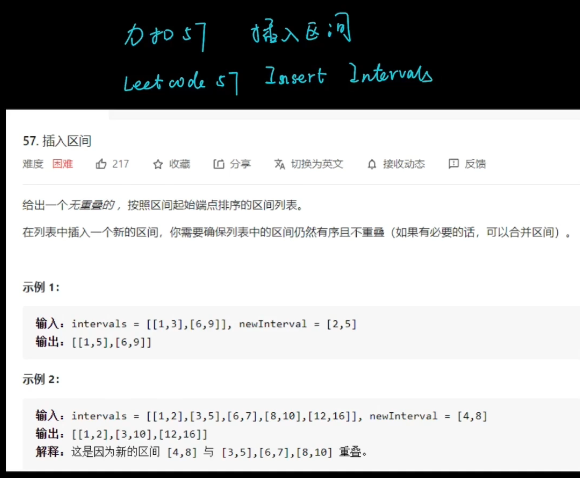 力扣57 插入区间
Leetcode 57 Insert Intervals
57. 插入区间
难度 困难 217 收藏 分享 切换为英文 接收动态 反馈
给出一个无重叠的，按照区间起始端点排序的区间列表。
在列表中插入一个新的区间，你需要确保列表中的区间仍然有序且不重叠（如果有必要的话，可以合并区间）。
示例 1：
输入：intervals = [[1,3],[6,9]], newInterval = [2,5]
输出：[[1,5],[6,9]]
示例 2：
输入：intervals = [[1,2],[3,5],[6,7],[8,10],[12,16]], newInterval = [4,8]
输出：[[1,2],[3,10],[12,16]]
解释：这是因为新的区间 [4,8] 与 [3,5],[6,7],[8,10] 重叠。